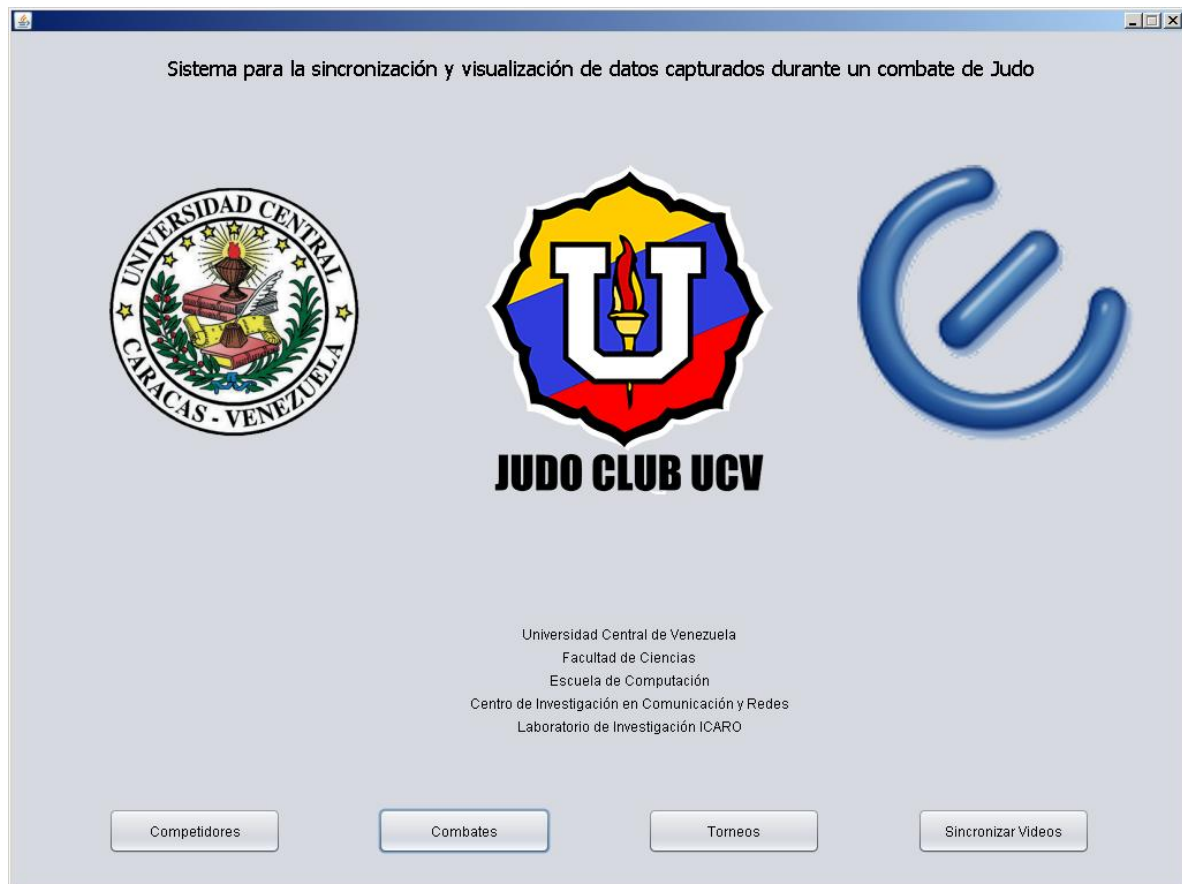 Sistema para la sincronización y visualización de datos capturados durante un combate de Judo
UNIVERSIDAD CENTRAL DE VENEZUELA
CARACAS - VENEZUELA
U
JUDO CLUB UCV
Universidad Central de Venezuela
Facultad de Ciencias
Escuela de Computación
Centro de Investigación en Comunicación y Redes
Laboratorio de Investigación ICARO
Competidores
Combates
Torneos
Sincronizar Videos